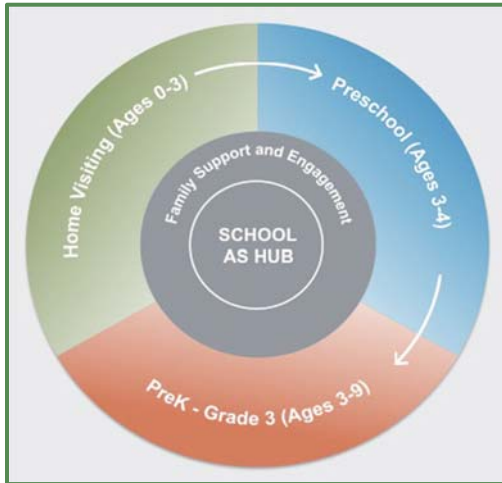 Home Visiting (Ages 0-3)
Preschool (Ages 3-4)
Family Support and Engagement
SCHOOL
AS HUB
PreK - Grade 3 (Ages 3-9)